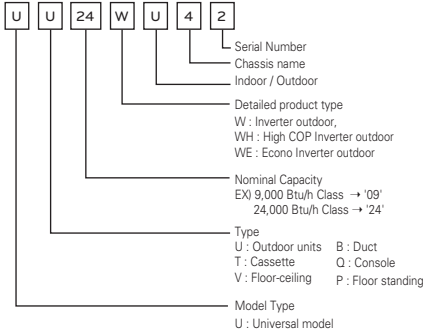 U U 24 W U 4 2
Serial Number
Chassis name
Indoor / Outdoor
Detailed product type
W : Inverter outdoor,
WH : High COP Inverter outdoor
WE : Econo Inverter outdoor
Nominal Capacity
EX) 9,000 Btu/h Class → '09'
24,000 Btu/h Class → '24'
Type
U : Outdoor units B : Duct
T : Cassette Q : Console
V : Floor-ceiling P : Floor standing
Model Type
U : Universal model